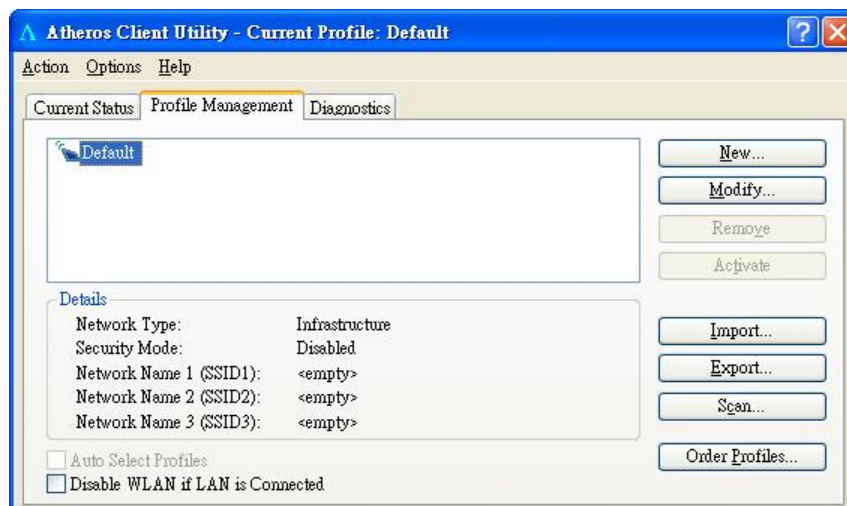 Atheros Client Utility - Current Profile: Default
Action Options Help
Current Status Profile Management Diagnostics
Default
New...
Modify...
Remove
Activate
Details
Network Type: Infrastructure
Security Mode: Disabled
Network Name 1 (SSID1): <empty>
Network Name 2 (SSID2): <empty>
Network Name 3 (SSID3): <empty>
Import...
Export...
Scan...
Order Profiles...
Auto Select Profiles
Disable WLAN if LAN is Connected